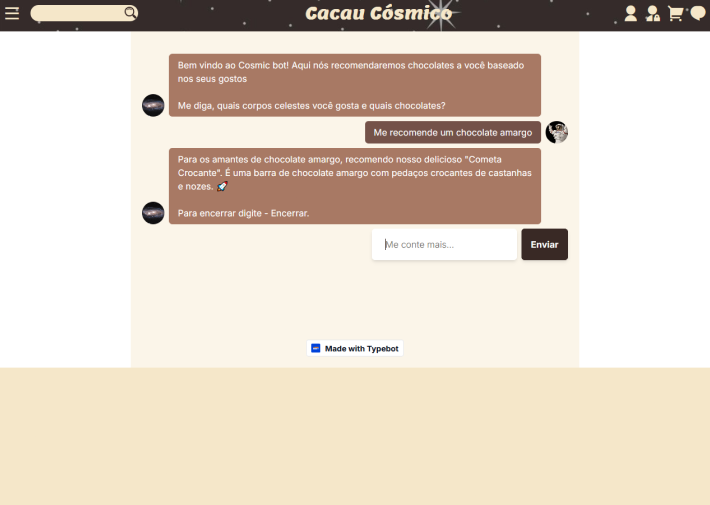 Cacau Cósmico
Bem vindo ao Cosmic bot! Aqui nós recomendaremos chocolates a você baseado
nos seus gostos
Me diga, quais corpos celestes você gosta e quais chocolates?
Me recomende um chocolate amargo
Para os amantes de chocolate amargo, recomendo nosso delicioso "Cometa
Crocante". É uma barra de chocolate amargo com pedaços crocantes de castanhas
e nozes. 🚀
Para encerrar digite - Encerrar.
Me conte mais...
Enviar
Made with Typebot